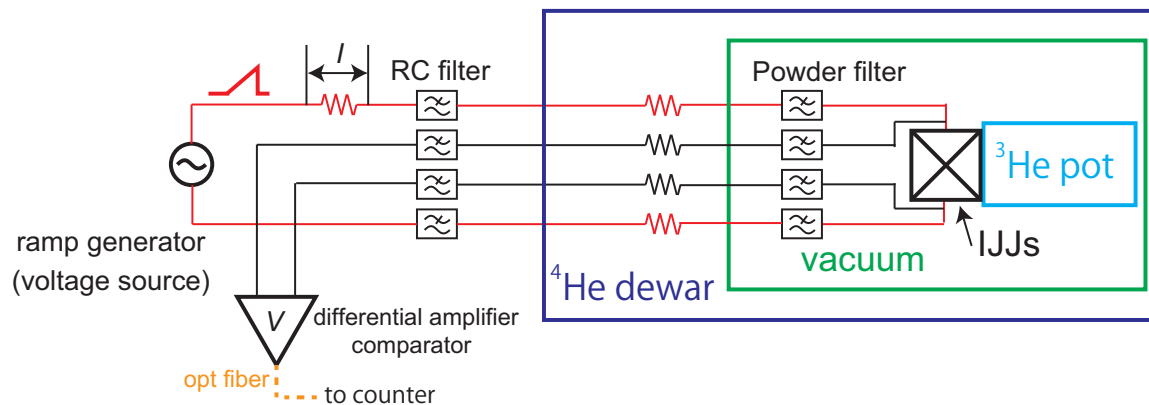 I
RC filter
Powder filter
³He pot
IJJs
vacuum
⁴He dewar
ramp generator
(voltage source)
V
differential amplifier
comparator
opt fiber
to counter